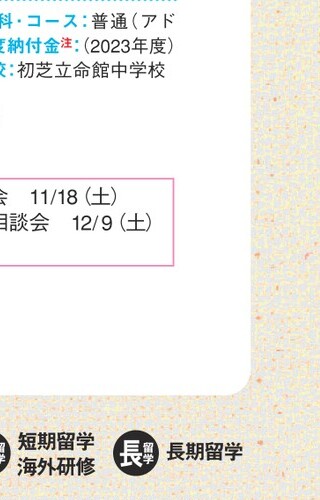 科・コース：普通（アド
度納付金注：（2023年度）
校：初芝立命館中学校
会　11/18（土）
相談会　12/9（土）
学 短期留学
海外研修
長 留学 長期留学